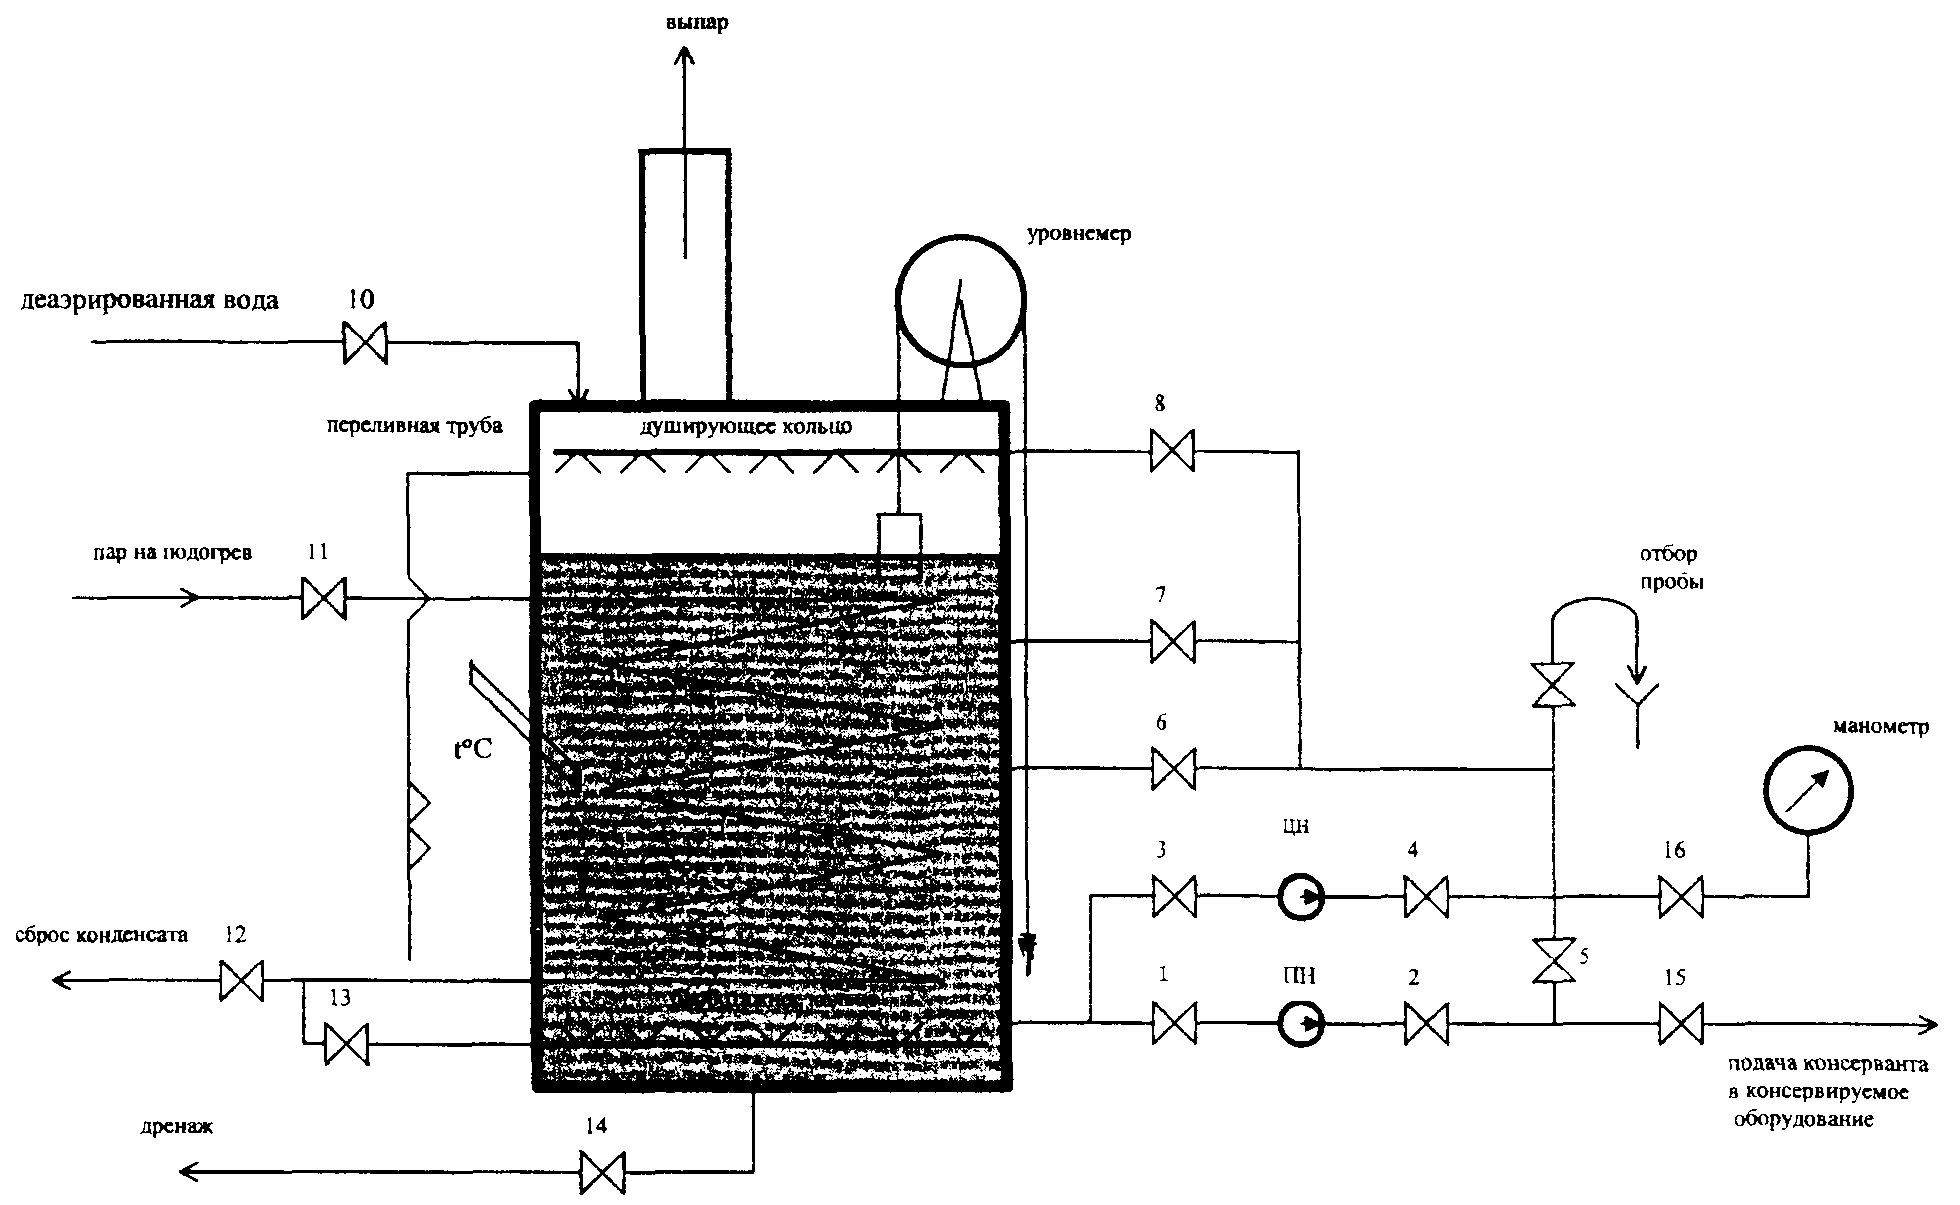 выпар
уровнемер
деаэрированная вода
10
переливная труба
душирующее кольцо
8
пар на подогрев
11
отбор
пробы
7
6
t°C
манометр
ЦН
3
4
16
сброс конденсата
12
13
1
ПН
2
5
15
подача консерванта
в консервируемое
оборудование
дренаж
14